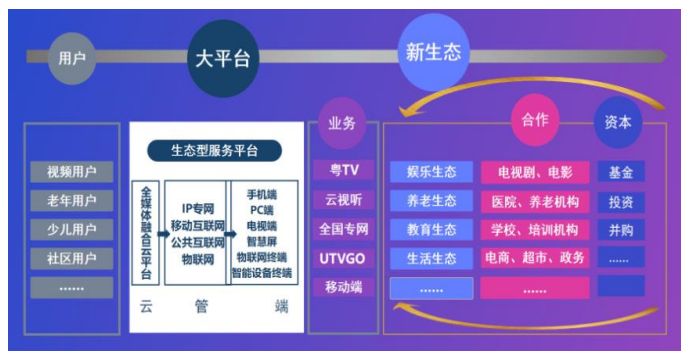 用户
大平台
新生态
业务
合作
资本
视频用户
老年用户
少儿用户
社区用户
......
生态型服务平台
全媒体融合云平台
IP专网
移动互联网
公共互联网
物联网
手机端
PC端
电视端
智慧屏
物联网终端
智能设备终端
云
管
端
粤TV
云视听
全国专网
UTVGO
移动端
娱乐生态
养老生态
教育生态
生活生态
......
电视剧、电影
医院、养老机构
学校、培训机构
电商、超市、政务
......
基金
投资
并购
......